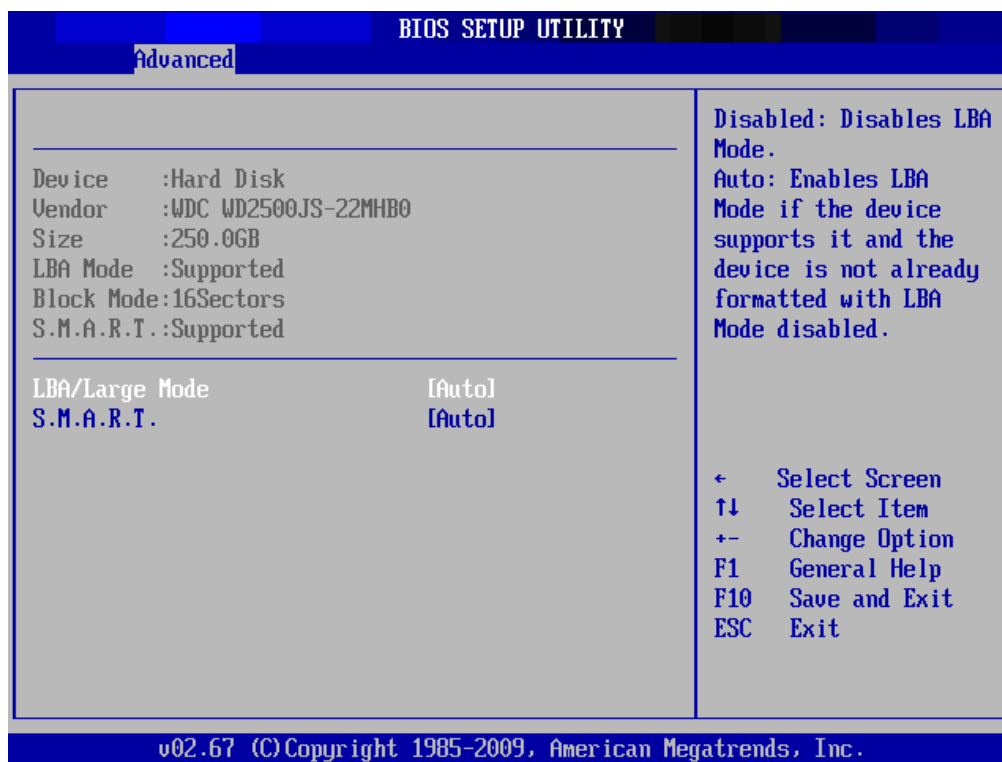 BIOS SETUP UTILITY
Advanced
Device :Hard Disk
Vendor :WDC WD2500JS-22MHB0
Size :250.0GB
LBA Mode :Supported
Block Mode:16Sectors
S.M.A.R.T.:Supported
LBA/Large Mode [Auto]
S.M.A.R.T. [Auto]
Disabled: Disables LBA
Mode.
Auto: Enables LBA
Mode if the device
supports it and the
device is not already
formatted with LBA
Mode disabled.
← Select Screen
↑↓ Select Item
+- Change Option
F1 General Help
F10 Save and Exit
ESC Exit
v02.67 (C)Copyright 1985-2009, American Megatrends, Inc.